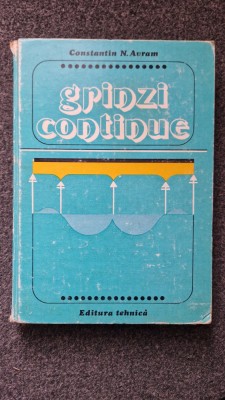 Constantin N. Avram
grinzi
continue
Editura tehnică